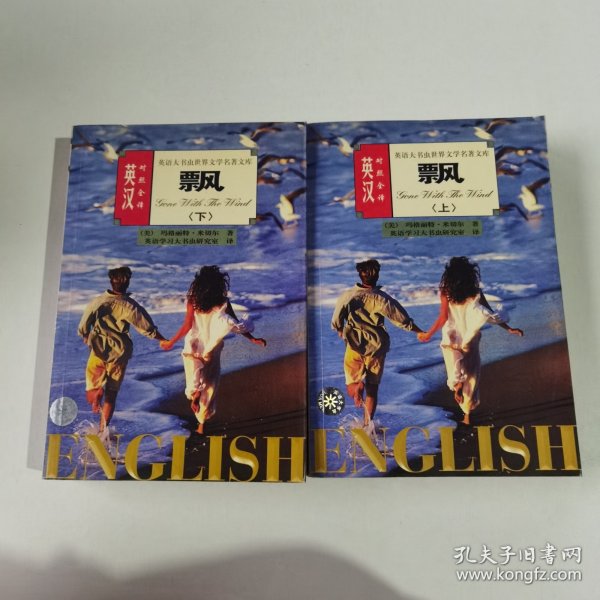 英汉
对照全译
英语大书虫世界文学名著文库
飘
Gone With The Wind
〈下〉
（美） 玛格丽特·米切尔 著
英语学习大书虫研究室 译
ENGLISH
英汉
对照全译
英语大书虫世界文学名著文库
飘
Gone With The Wind
〈上〉
（美） 玛格丽特·米切尔 著
英语学习大书虫研究室 译
ENGLISH
孔夫子旧书网
www.kongfz.com